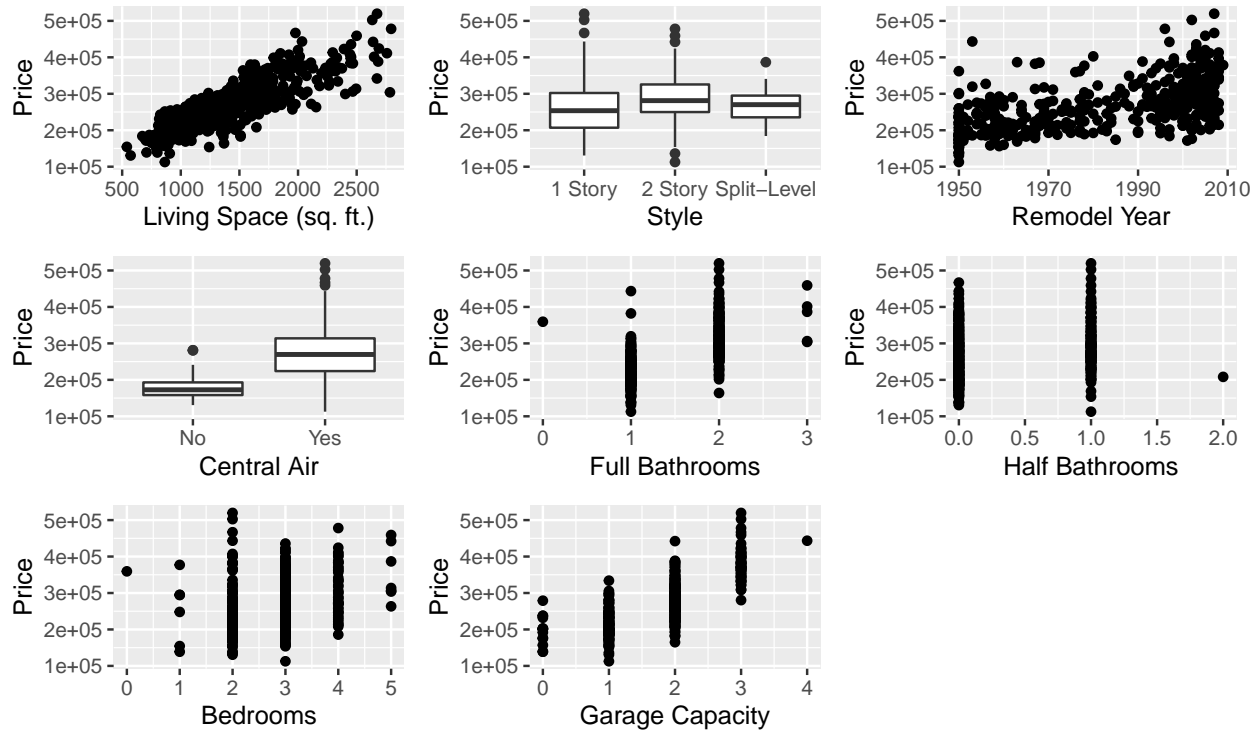 5e+05
4e+05
3e+05
2e+05
1e+05
Price
500 1000 1500 2000 2500
Living Space (sq. ft.)
5e+05
4e+05
3e+05
2e+05
1e+05
Price
1 Story 2 Story Split−Level
Style
5e+05
4e+05
3e+05
2e+05
1e+05
Price
1950 1970 1990 2010
Remodel Year
5e+05
4e+05
3e+05
2e+05
1e+05
Price
No Yes
Central Air
5e+05
4e+05
3e+05
2e+05
1e+05
Price
0 1 2 3
Full Bathrooms
5e+05
4e+05
3e+05
2e+05
1e+05
Price
0.0 0.5 1.0 1.5 2.0
Half Bathrooms
5e+05
4e+05
3e+05
2e+05
1e+05
Price
0 1 2 3 4 5
Bedrooms
5e+05
4e+05
3e+05
2e+05
1e+05
Price
0 1 2 3 4
Garage Capacity